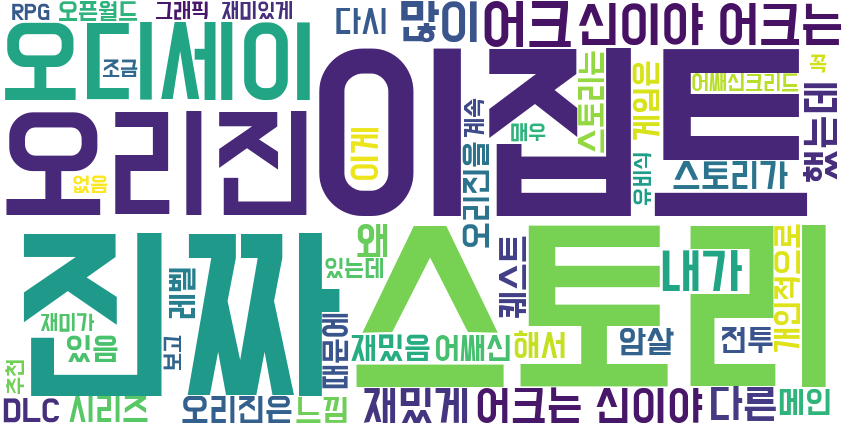 RPG 오픈월드 그래픽 재미있게 다시 많이 어크 신이야 어크는
오디세이 조금 이집트 계속 매우 스토리는 게임은 어쌔신크리드 꼭
오리진 없음 이게 오리진을 유비식 스토리가 했는데
진짜 스토리 왜 있는데 퀘스트 내가 개인적으로
레벨 재미가 있음 보고 때문에 재밌음 어쌔신 해서 암살 전투
추천 DLC 시리즈 오리진은 느낌 재밌게 어크는 신이야 다른 메인